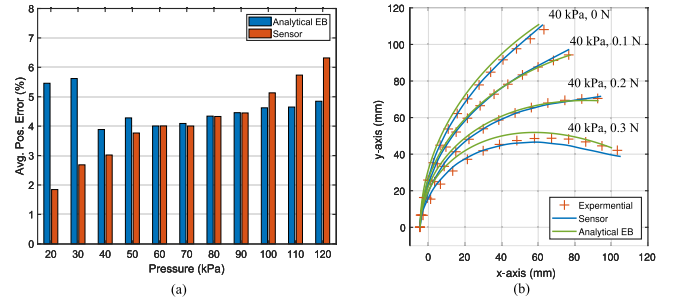 (a)
Avg. Pos. Error (%)
8
7
6
5
4
3
2
1
0
Analytical EB
Sensor
20 30 40 50 60 70 80 90 100 110 120
Pressure (kPa)
(b)
y-axis (mm)
120
100
80
60
40
20
0
40 kPa, 0 N
40 kPa, 0.1 N
40 kPa, 0.2 N
40 kPa, 0.3 N
Expermential
Sensor
Analytical EB
0 20 40 60 80 100 120
x-axis (mm)
(a)
(b)